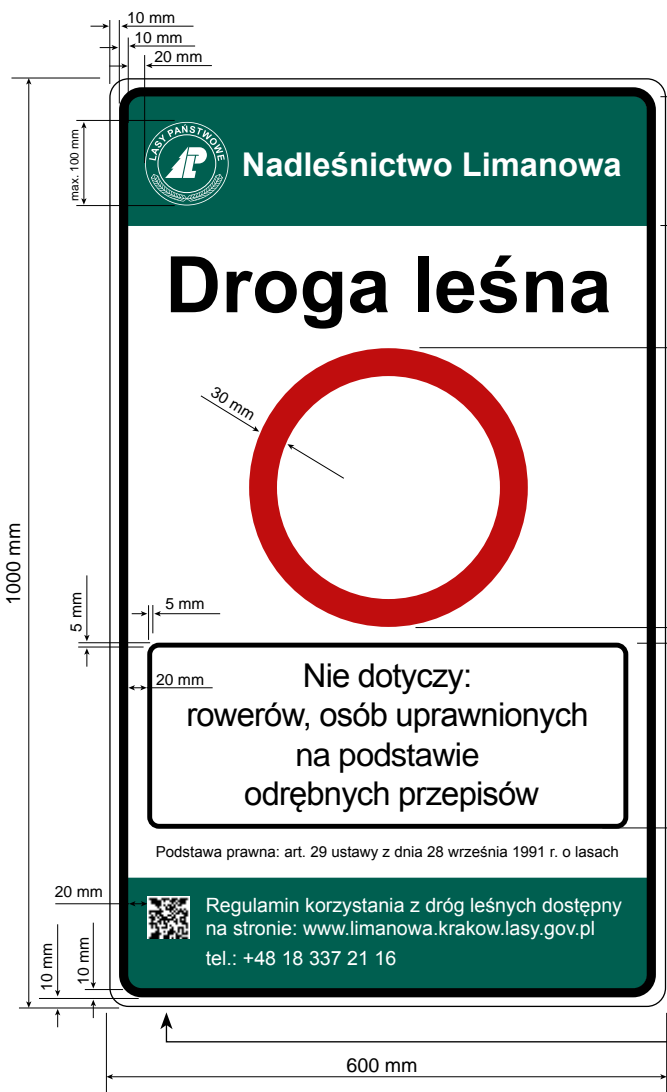 10 mm
10 mm
20 mm
max. 100 mm
LASY PAŃSTWOWE
LP
Nadleśnictwo Limanowa
Droga leśna
30 mm
1000 mm
5 mm
5 mm
20 mm
Nie dotyczy:
rowerów, osób uprawnionych
na podstawie
odrębnych przepisów
Podstawa prawna: art. 29 ustawy z dnia 28 września 1991 r. o lasach
20 mm
Regulamin korzystania z dróg leśnych dostępny
na stronie: www.limanowa.krakow.lasy.gov.pl
tel.: +48 18 337 21 16
10 mm
10 mm
600 mm